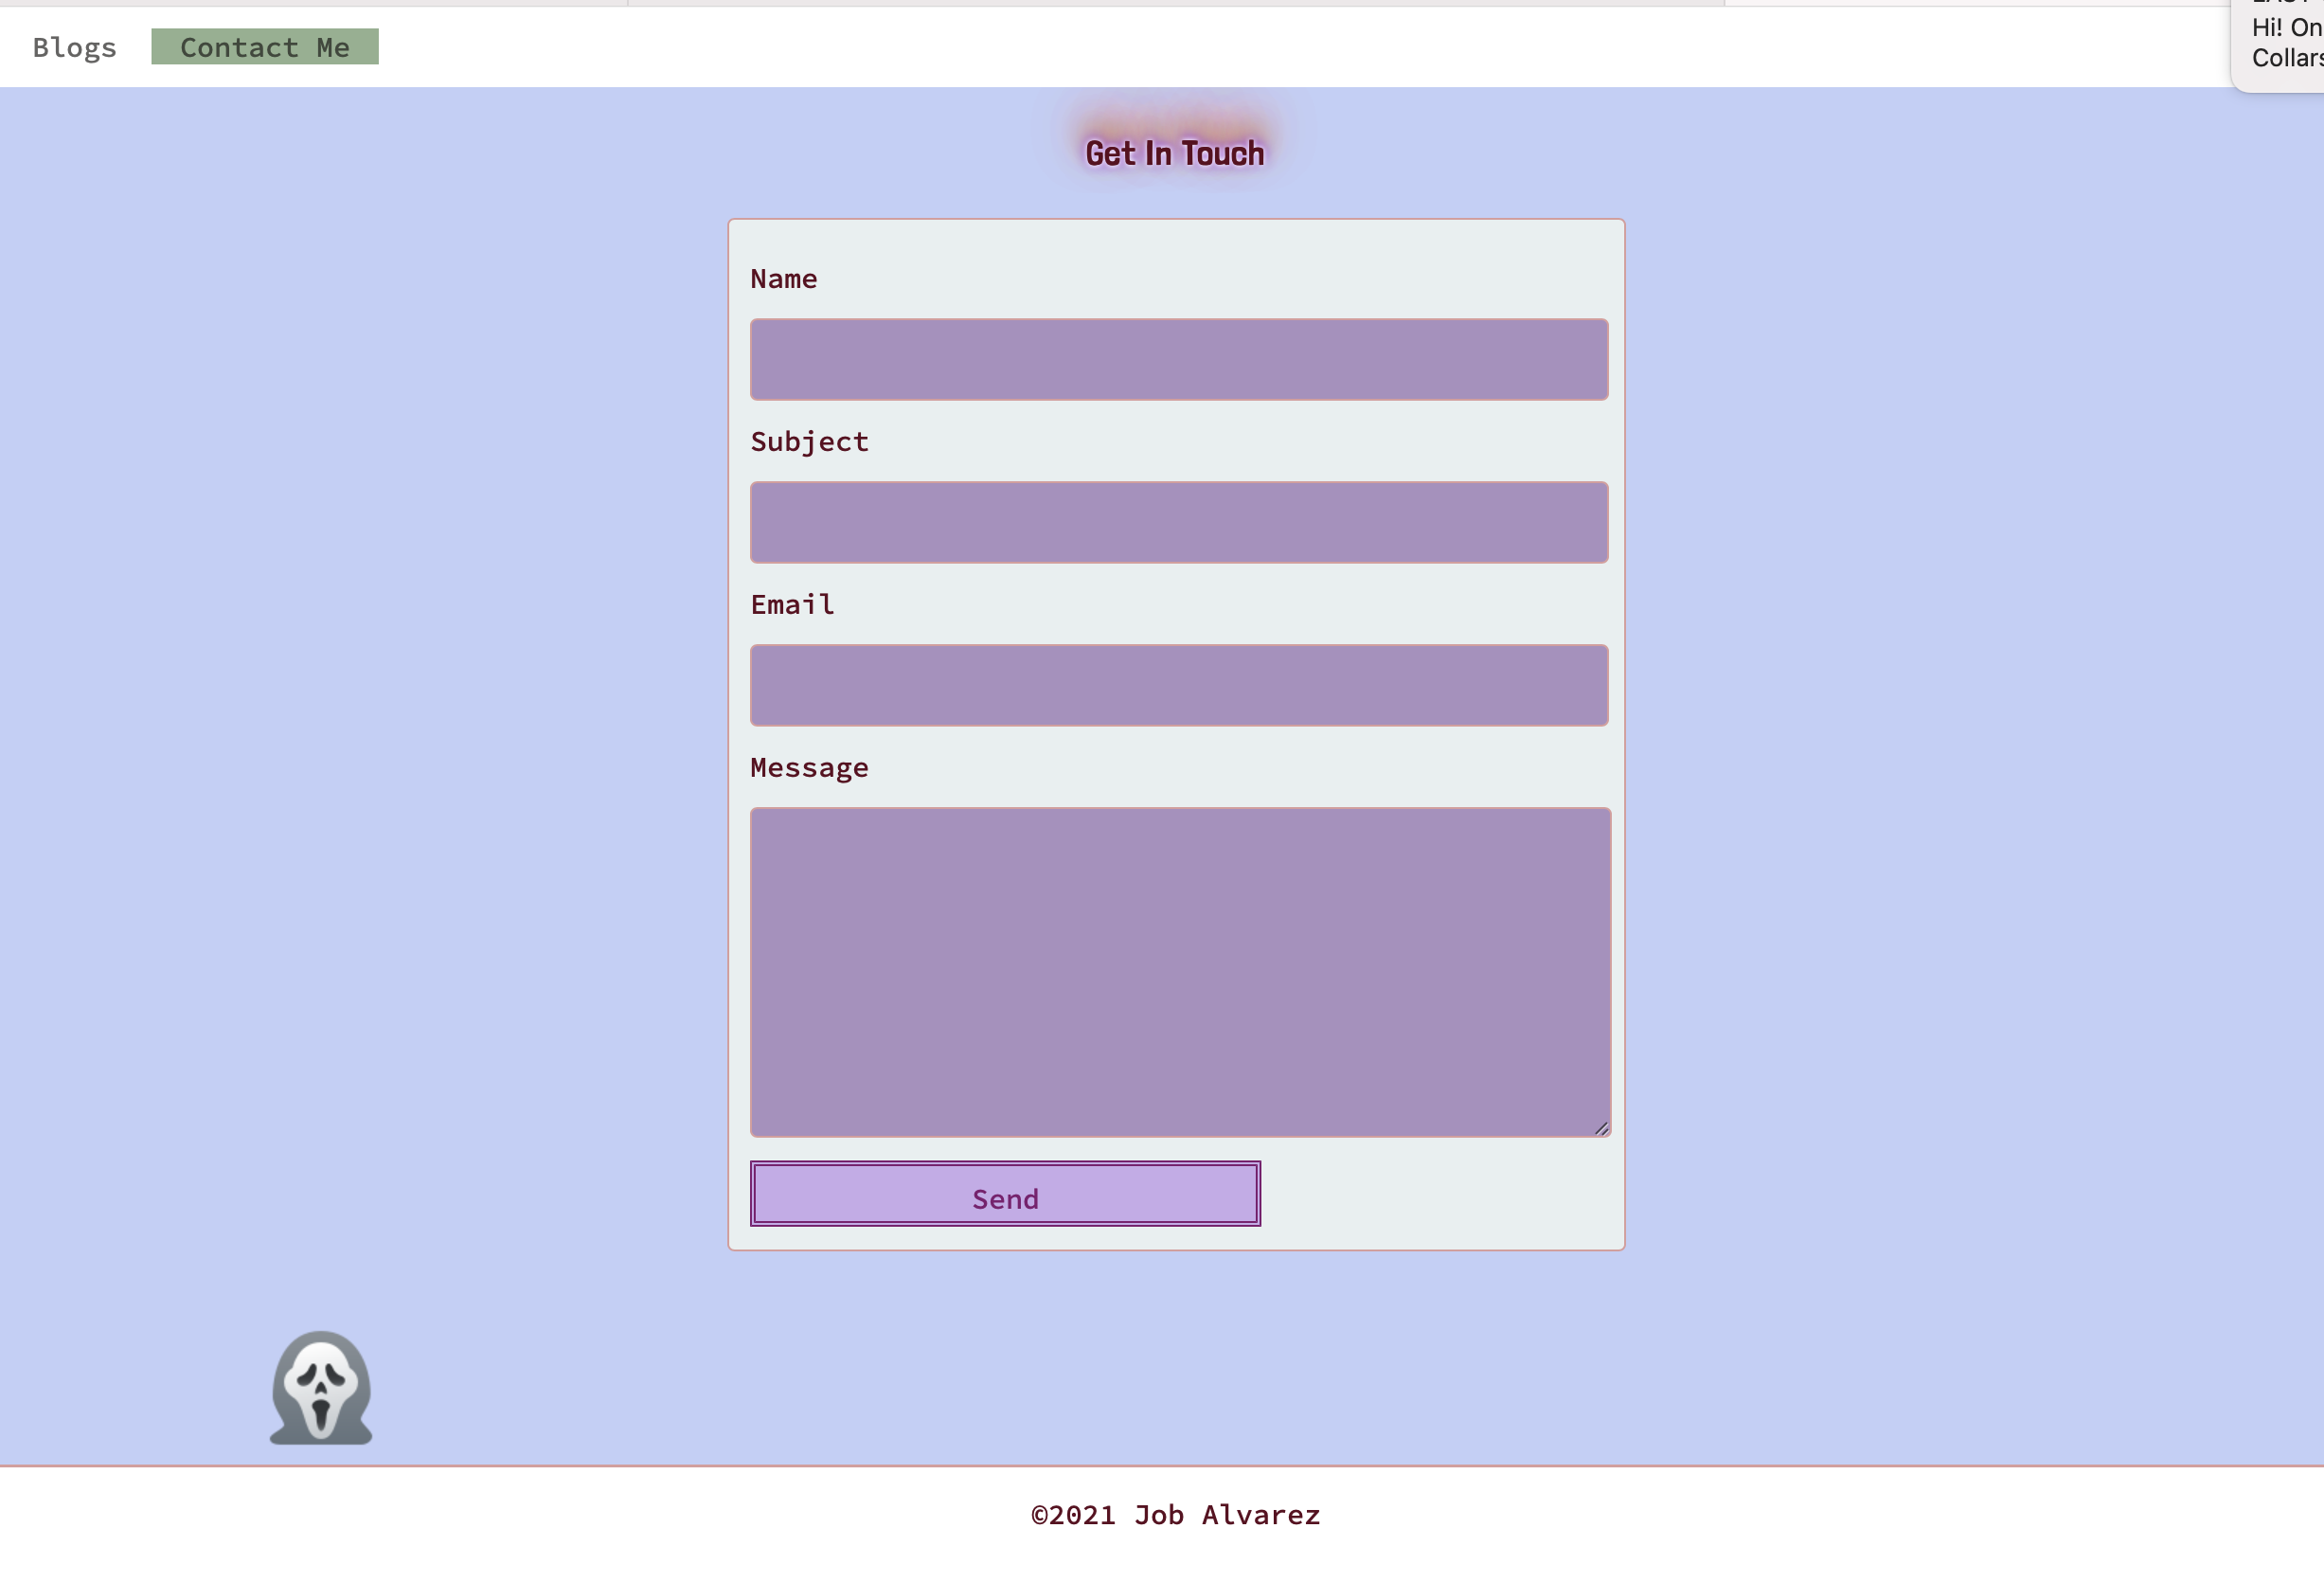 Blogs Contact Me
Hi! On
Collars
Get In Touch
Name
Subject
Email
Message
Send
©2021 Job Alvarez